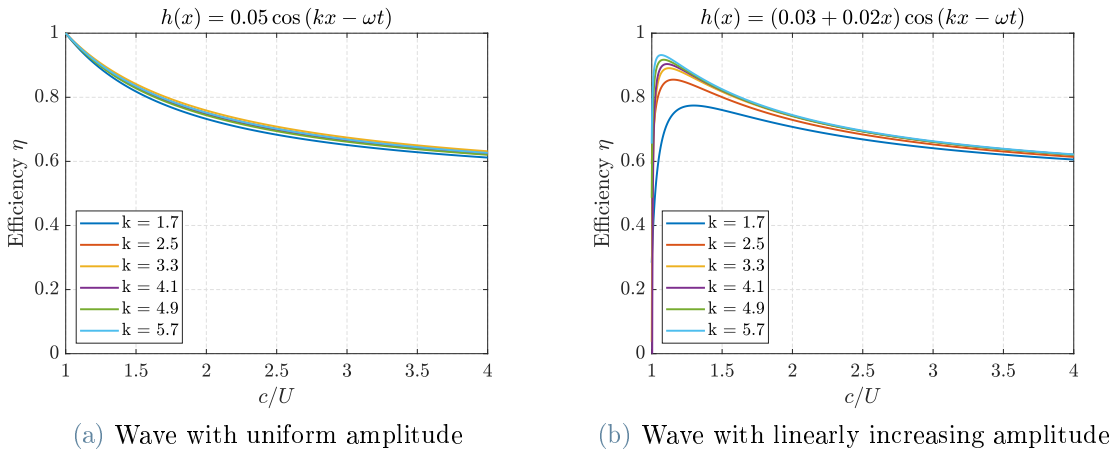 h(x) = 0.05 cos (kx − ωt)
1
0.8
0.6
0.4
0.2
0
Efficiency η
k = 1.7
k = 2.5
k = 3.3
k = 4.1
k = 4.9
k = 5.7
1 1.5 2 2.5 3 3.5 4
c/U
(a) Wave with uniform amplitude
h(x) = (0.03 + 0.02x) cos (kx − ωt)
1
0.8
0.6
0.4
0.2
0
Efficiency η
k = 1.7
k = 2.5
k = 3.3
k = 4.1
k = 4.9
k = 5.7
1 1.5 2 2.5 3 3.5 4
c/U
(b) Wave with linearly increasing amplitude